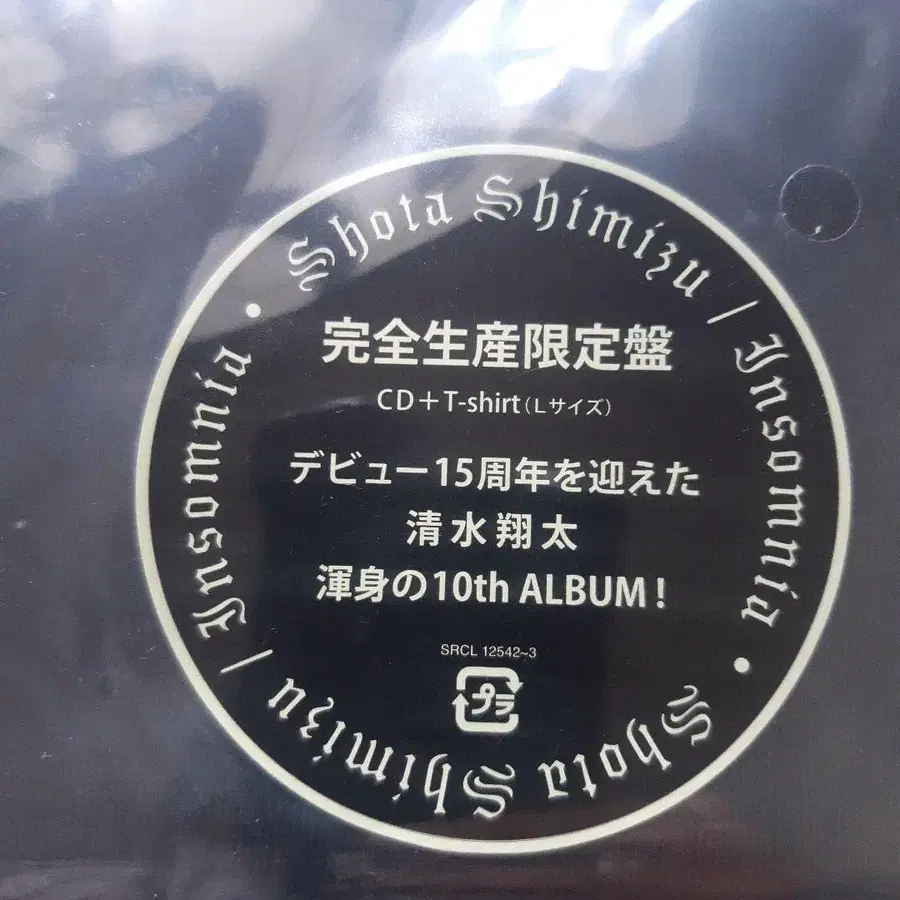 Shota Shimizu / Insomnia • Shota Shimizu / Insomnia •
完全生産限定盤
CD＋T-shirt（Lサイズ）
デビュー15周年を迎えた
清水翔太
渾身の10th ALBUM！
SRCL 12542~3
プラ